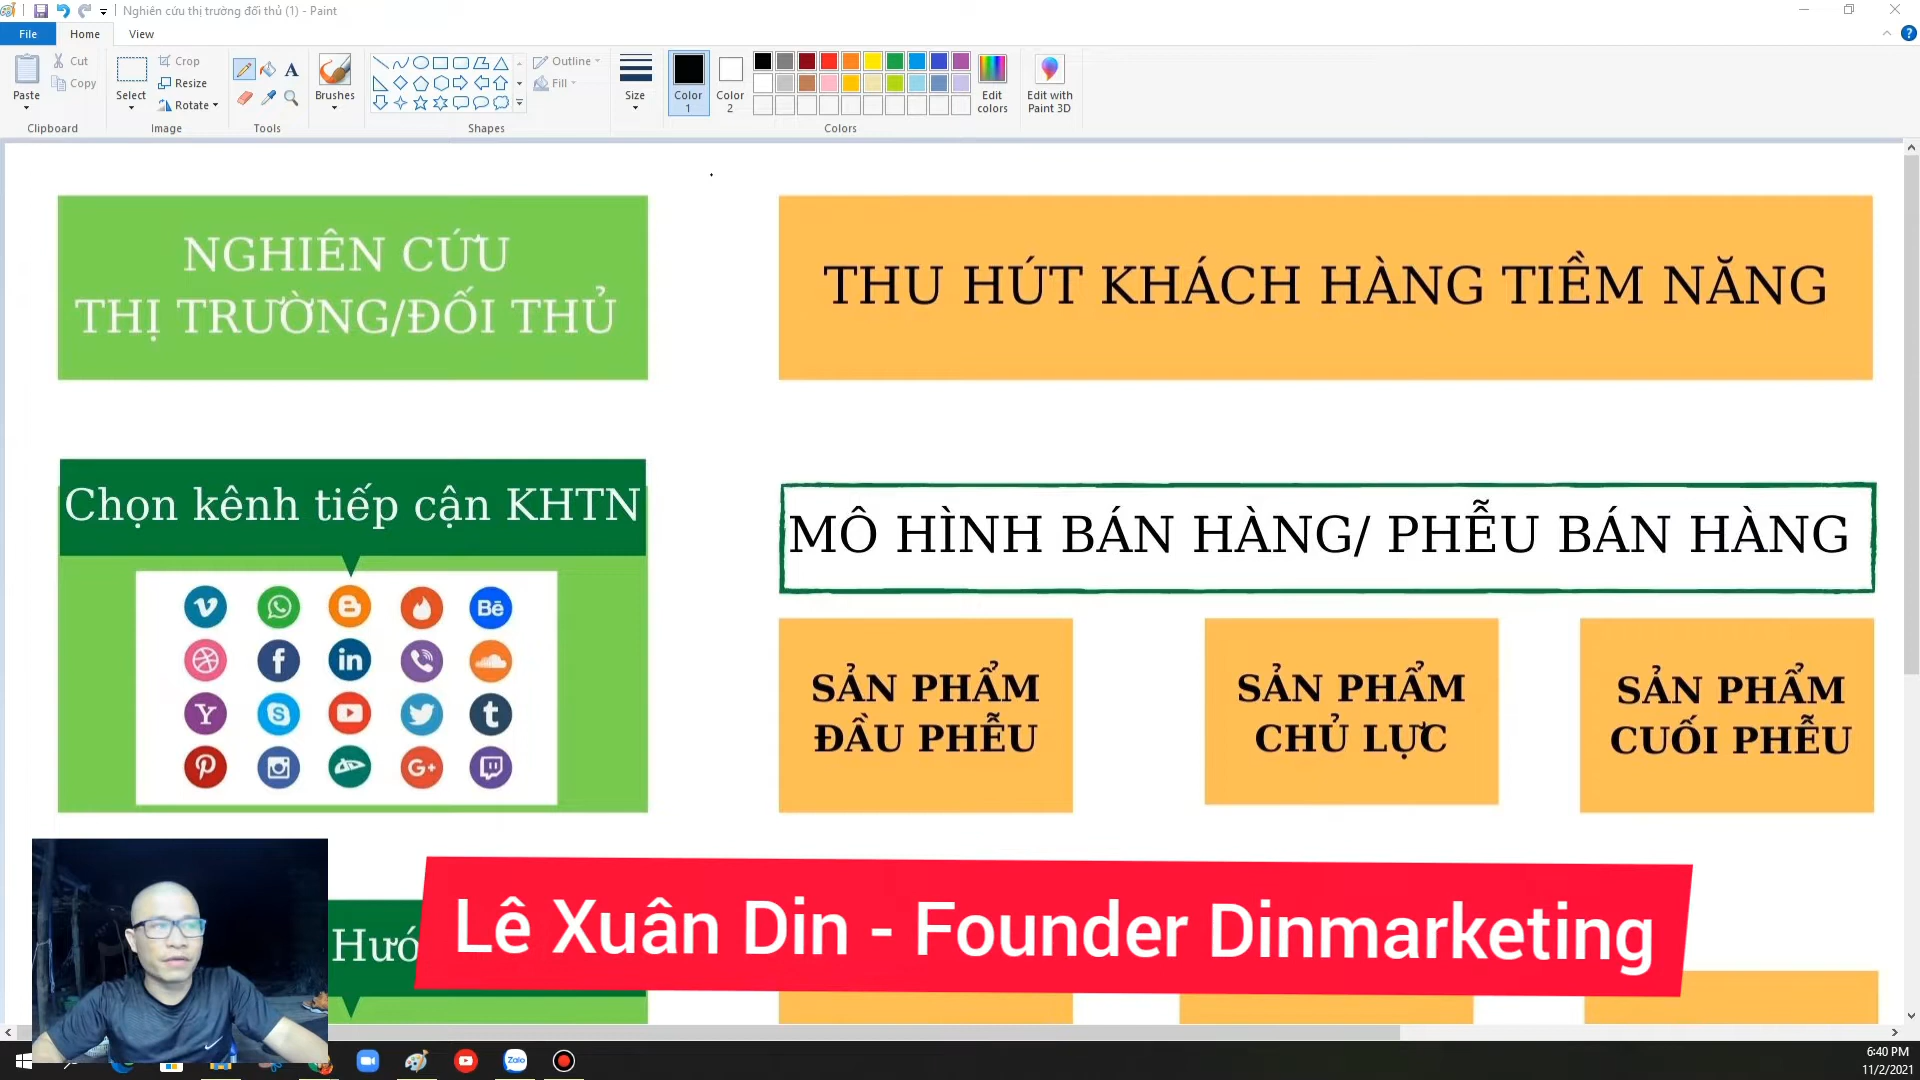 Nghiên cứu thị trường đối thủ (1) - Paint
File Home View
Paste
Cut
Copy
Clipboard
Select
Crop
Resize
Rotate
Image
Tools
Brushes
Shapes
Outline
Fill
Size
Color 1
Color 2
Colors
Edit colors
Edit with Paint 3D
NGHIÊN CỨU
THỊ TRƯỜNG/ĐỐI THỦ
THU HÚT KHÁCH HÀNG TIỀM NĂNG
Chọn kênh tiếp cận KHTN
MÔ HÌNH BÁN HÀNG/ PHỄU BÁN HÀNG
SẢN PHẨM
ĐẦU PHỄU
SẢN PHẨM
CHỦ LỰC
SẢN PHẨM
CUỐI PHỄU
Lê Xuân Din - Founder Dinmarketing
Zalo
6:40 PM
11/2/2021